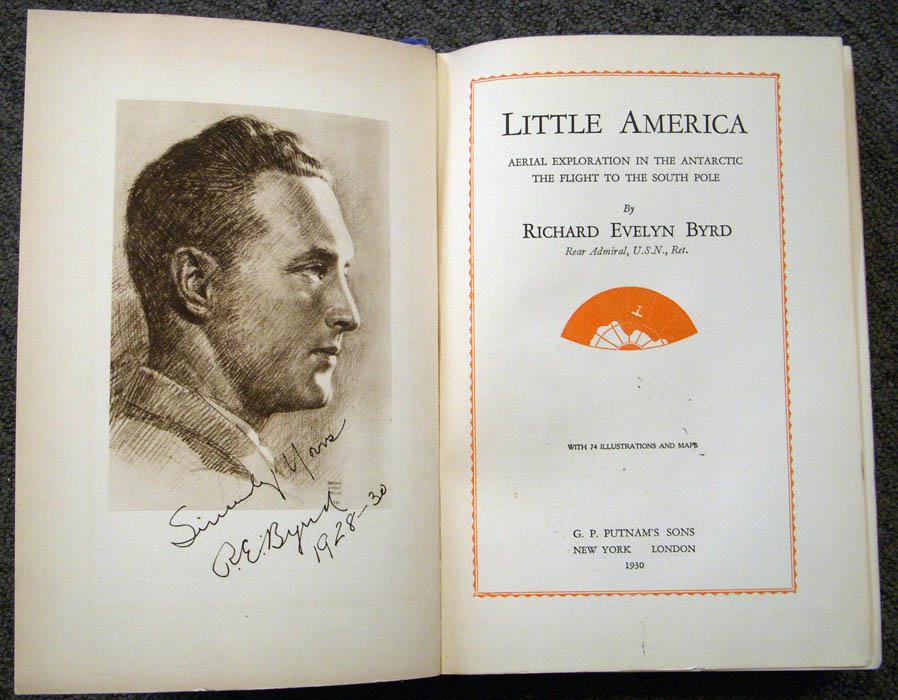 Sincerely Yours
R.E. Byrd
1928-30
LITTLE AMERICA
AERIAL EXPLORATION IN THE ANTARCTIC
THE FLIGHT TO THE SOUTH POLE
By
RICHARD EVELYN BYRD
Rear Admiral, U.S.N., Ret.
WITH 74 ILLUSTRATIONS AND MAPS
G. P. PUTNAM'S SONS
NEW YORK LONDON
1930